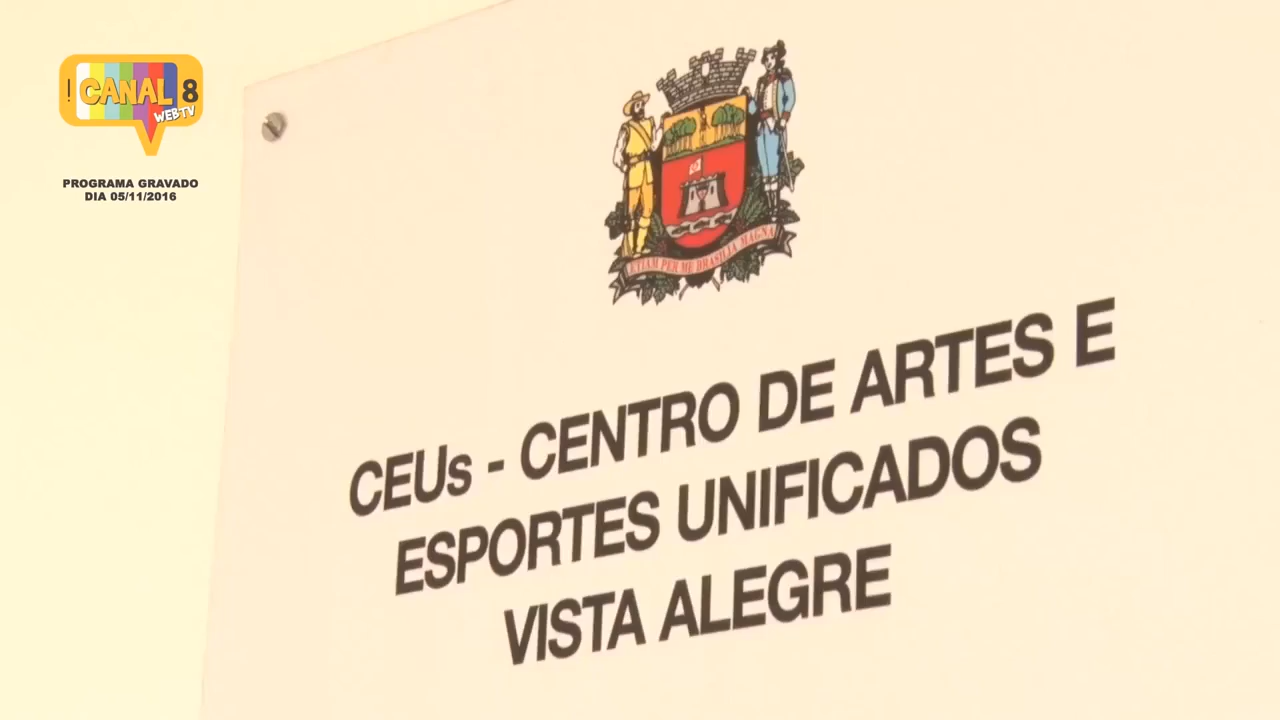 CANAL 8
WEBTV
PROGRAMA GRAVADO
DIA 05/11/2016
ETIAM PER ME BRASILIA MAGNA
CEUs - CENTRO DE ARTES E
ESPORTES UNIFICADOS
VISTA ALEGRE